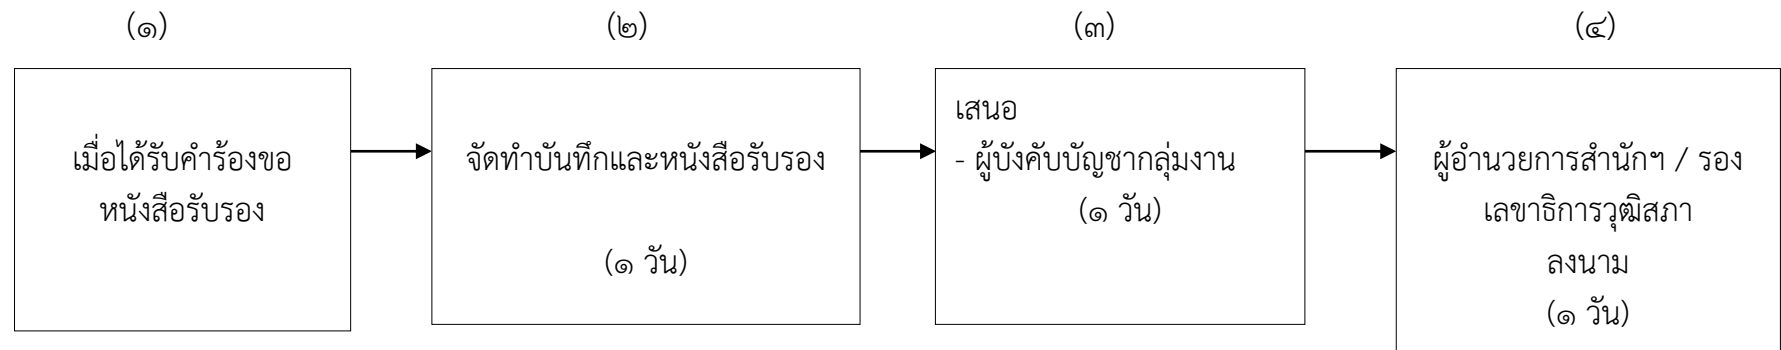 (๑)
เมื่อได้รับคำร้องขอ
หนังสือรับรอง
(๒)
จัดทำบันทึกและหนังสือรับรอง
(๑ วัน)
(๓)
เสนอ
- ผู้บังคับบัญชากลุ่มงาน
(๑ วัน)
(๔)
ผู้อำนวยการสำนักฯ / รอง
เลขาธิการวุฒิสภา
ลงนาม
(๑ วัน)